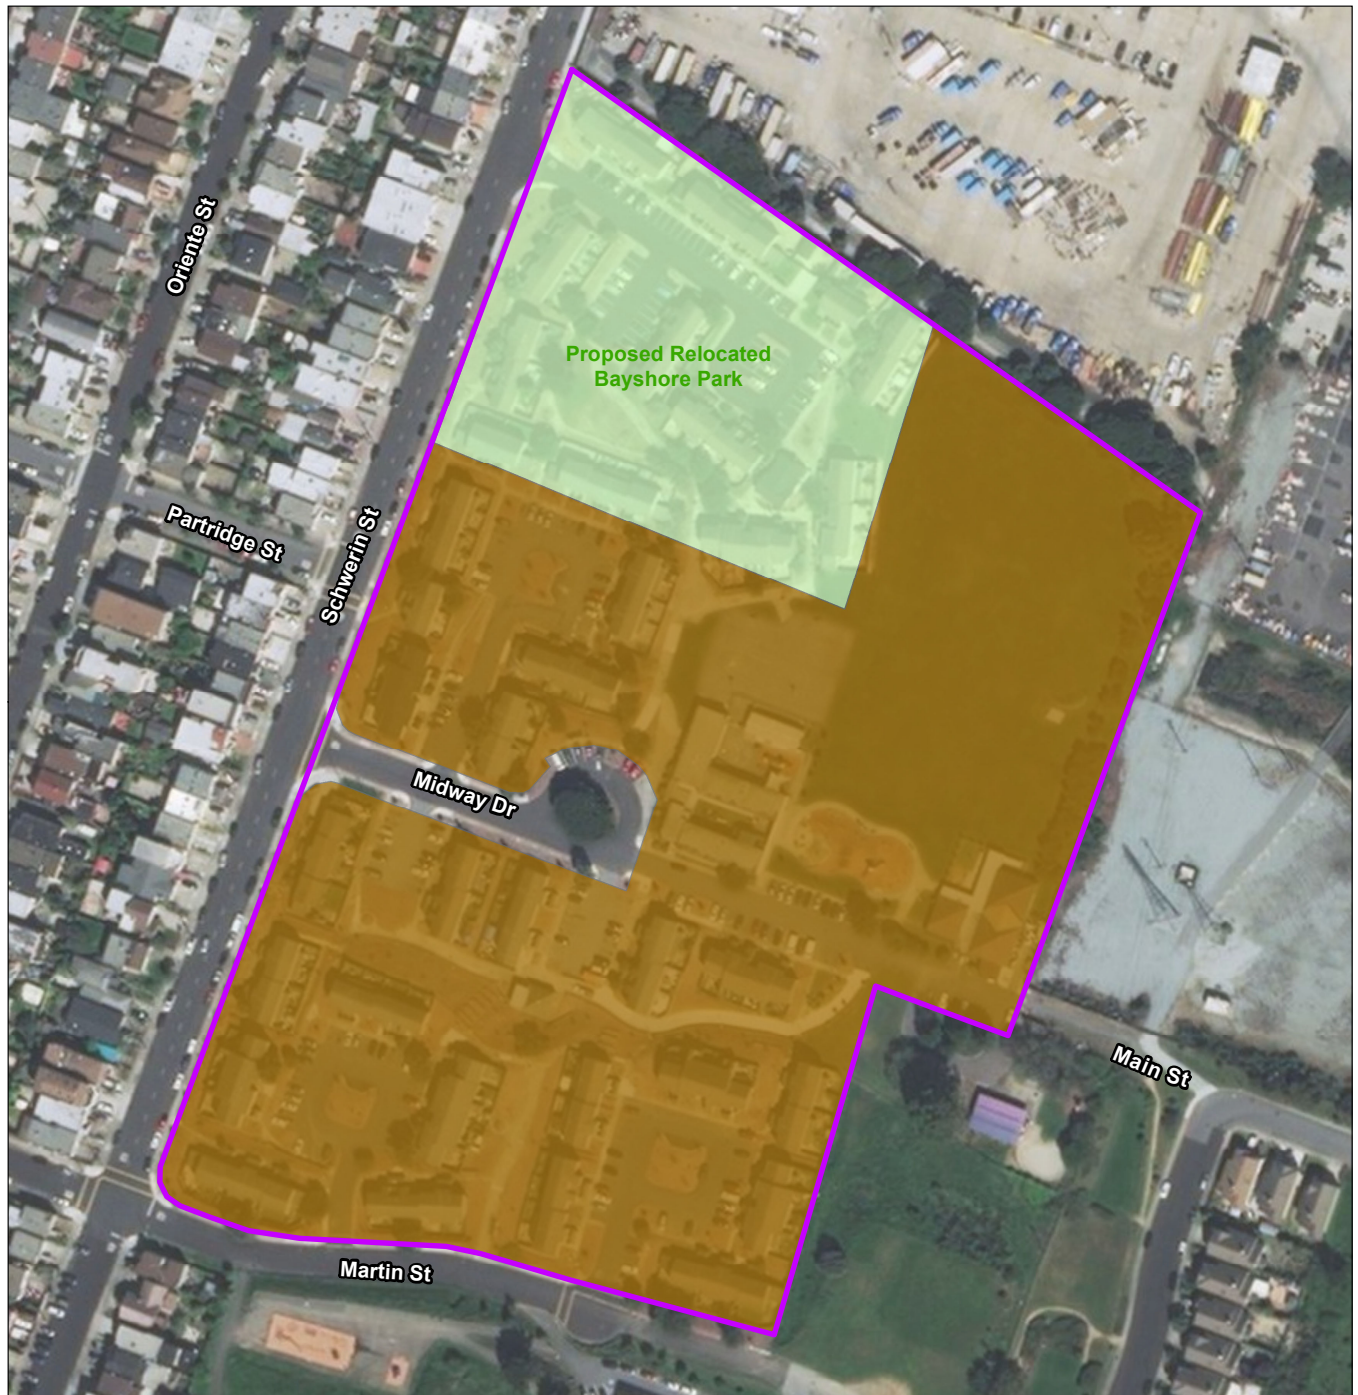 Oriente St
Proposed Relocated
Bayshore Park
Partridge St
Schwerin St
Midway Dr
Main St
Martin St